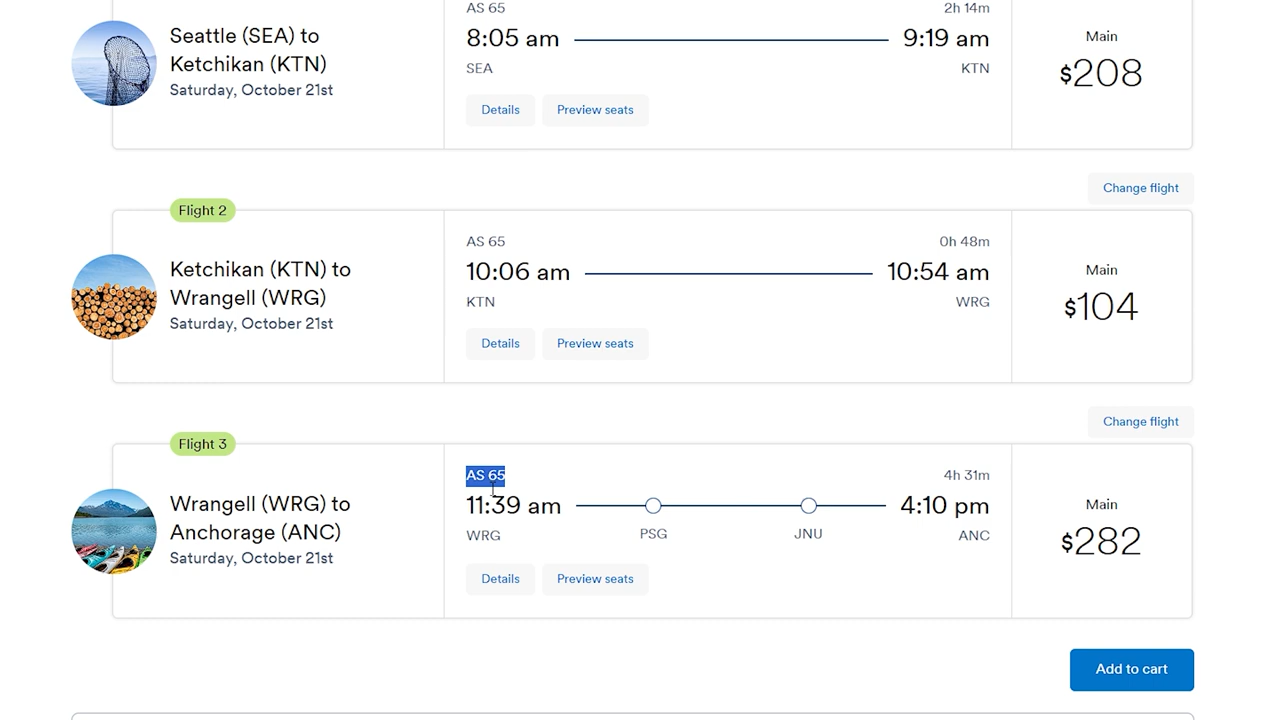 AS 65
2h 14m
Seattle (SEA) to
Ketchikan (KTN)
Saturday, October 21st
8:05 am
9:19 am
SEA
KTN
Details
Preview seats
Main
$208
Change flight
Flight 2
Ketchikan (KTN) to
Wrangell (WRG)
Saturday, October 21st
AS 65
0h 48m
10:06 am
10:54 am
KTN
WRG
Details
Preview seats
Main
$104
Change flight
Flight 3
Wrangell (WRG) to
Anchorage (ANC)
Saturday, October 21st
AS 65
4h 31m
11:39 am
4:10 pm
WRG
PSG
JNU
ANC
Details
Preview seats
Main
$282
Add to cart